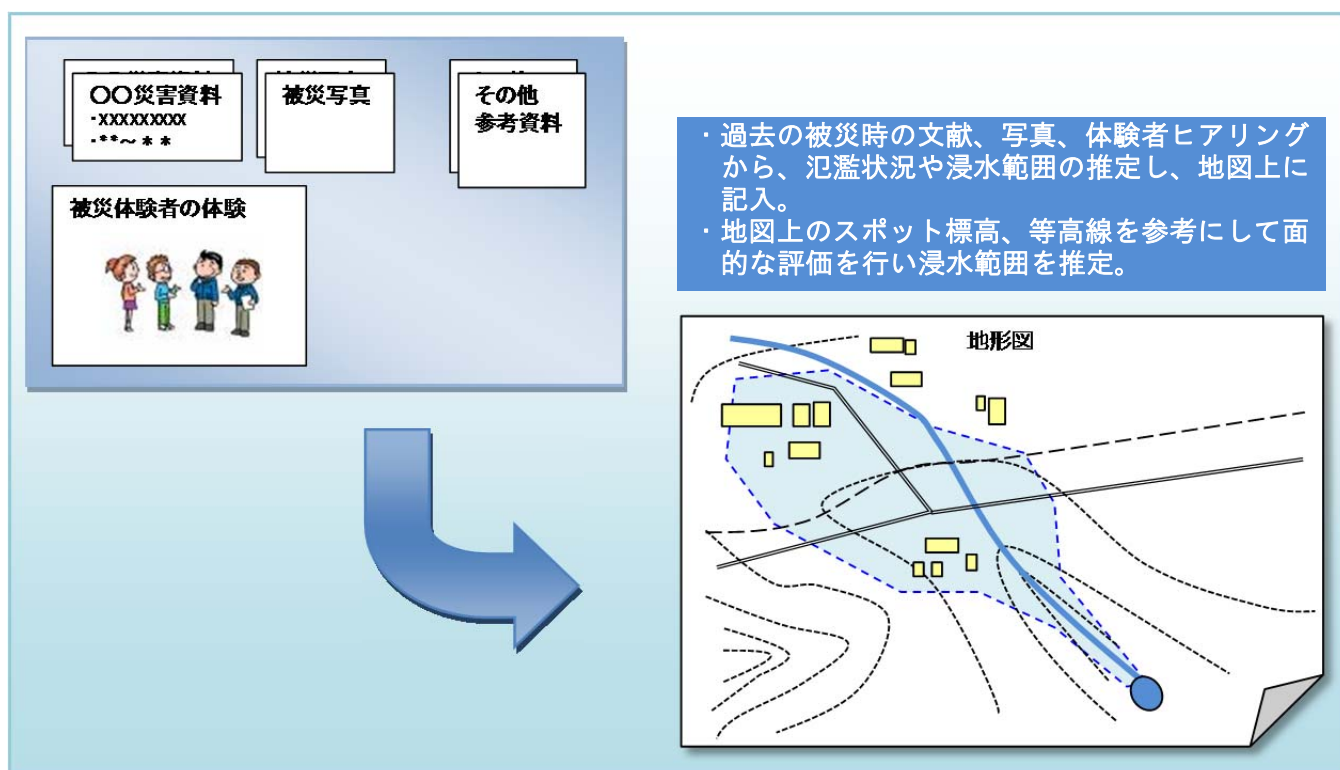 〇〇災害資料
・XXXXXXXXX
・**～＊＊
被災写真
その他
参考資料
被災体験者の体験
・過去の被災時の文献、写真、体験者ヒアリング
から、氾濫状況や浸水範囲の推定し、地図上に
記入。
・地図上のスポット標高、等高線を参考にして面
的な評価を行い浸水範囲を推定。
地形図